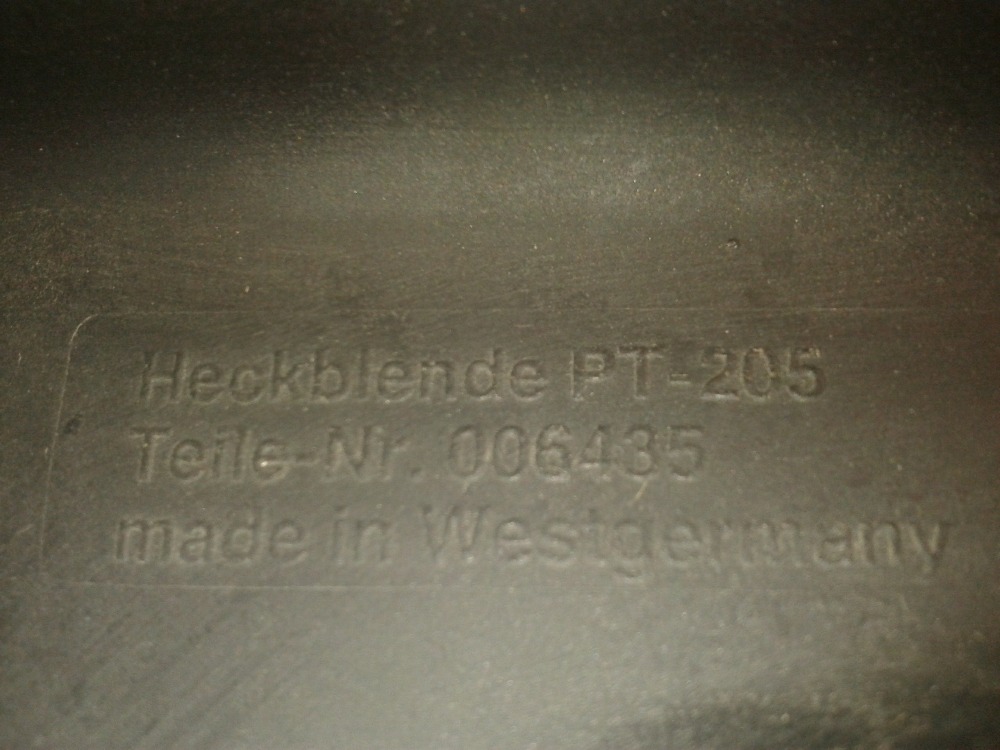 Heckblende PT-205
Teile-Nr. 006435
made in Westgermany